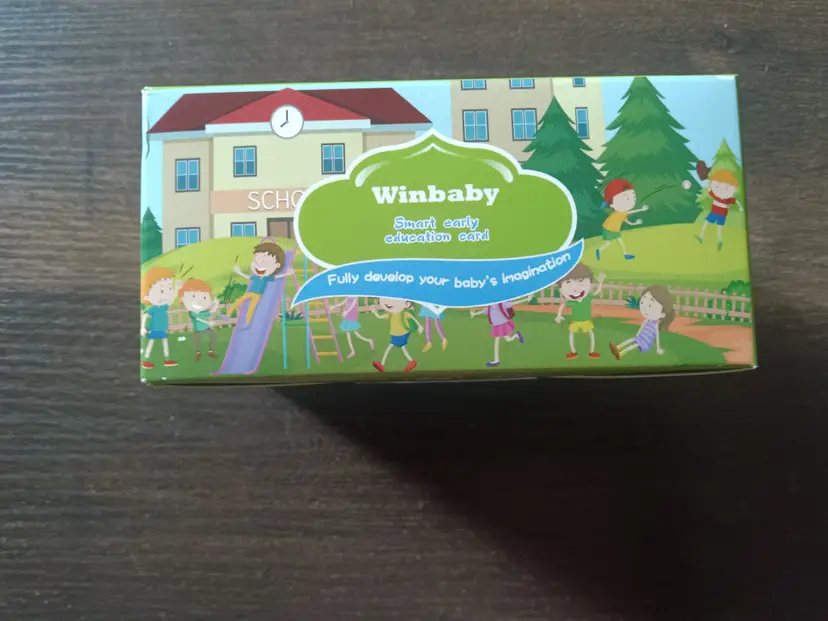 SCHO
Winbaby
Smart early
education card
Fully develop your baby's imagination